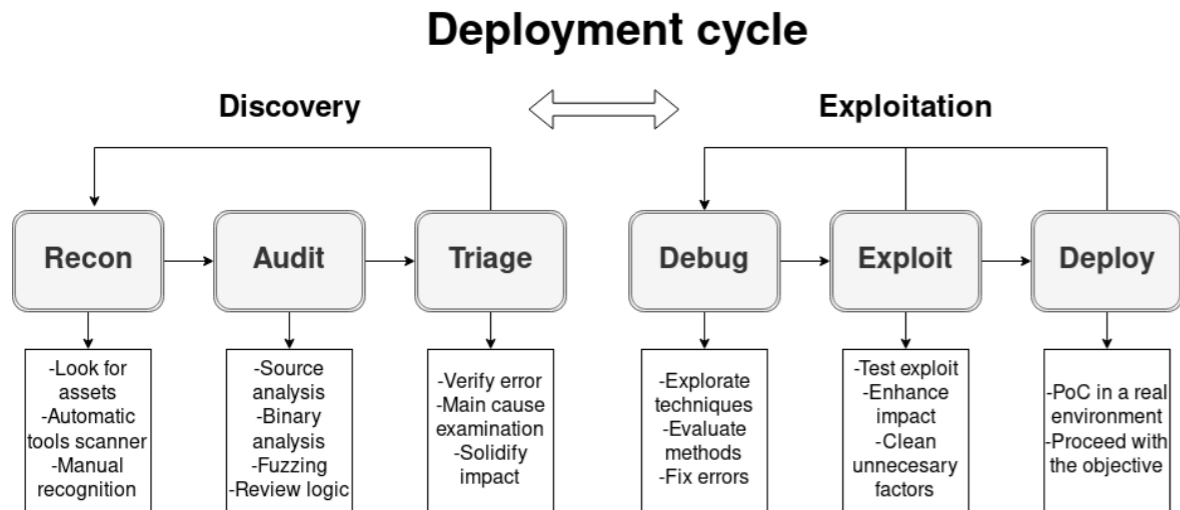 Deployment cycle
Discovery
Exploitation
Recon
Audit
Triage
Debug
Exploit
Deploy
-Look for
assets
-Automatic
tools scanner
-Manual
recognition
-Source
analysis
-Binary
analysis
-Fuzzing
-Review logic
-Verify error
-Main cause
examination
-Solidify
impact
-Explorate
techniques
-Evaluate
methods
-Fix errors
-Test exploit
-Enhance
impact
-Clean
unnecesary
factors
-PoC in a real
environment
-Proceed with
the objective